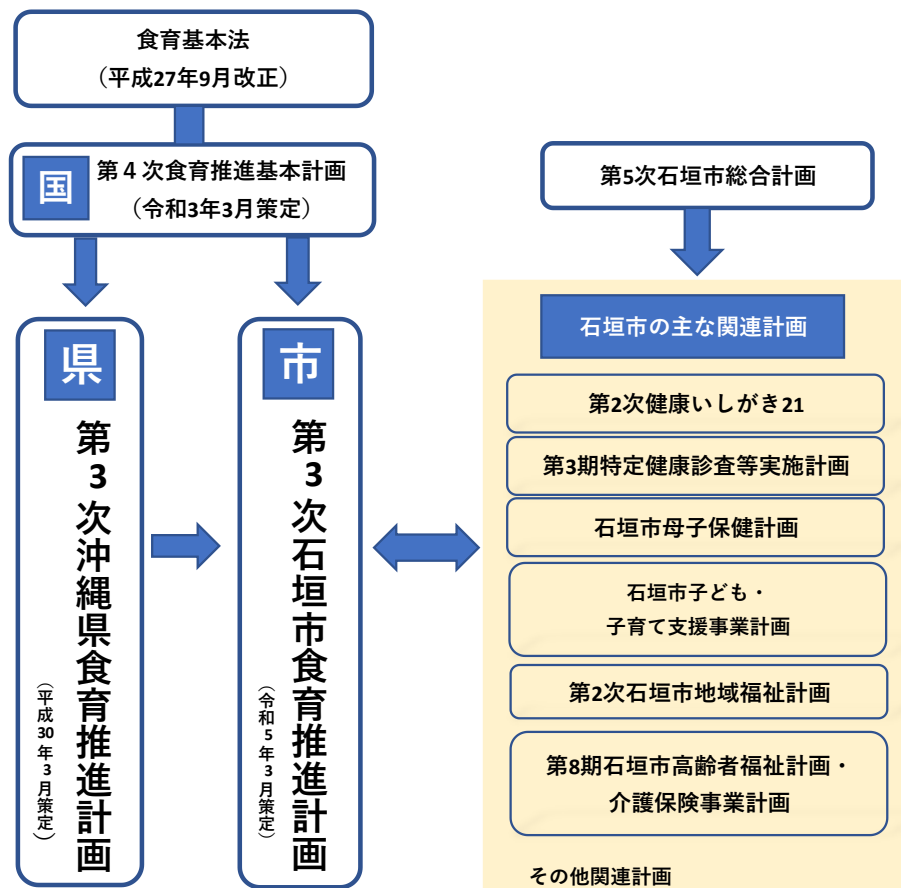 食育基本法
（平成27年9月改正）
国
第４次食育推進基本計画
（令和3年3月策定）
県
第3次沖縄県食育推進計画
（平成30年3月策定）
市
第3次石垣市食育推進計画
（令和5年3月策定）
第5次石垣市総合計画
石垣市の主な関連計画
第2次健康いしがき21
第3期特定健康診査等実施計画
石垣市母子保健計画
石垣市子ども・
子育て支援事業計画
第2次石垣市地域福祉計画
第8期石垣市高齢者福祉計画・
介護保険事業計画
その他関連計画